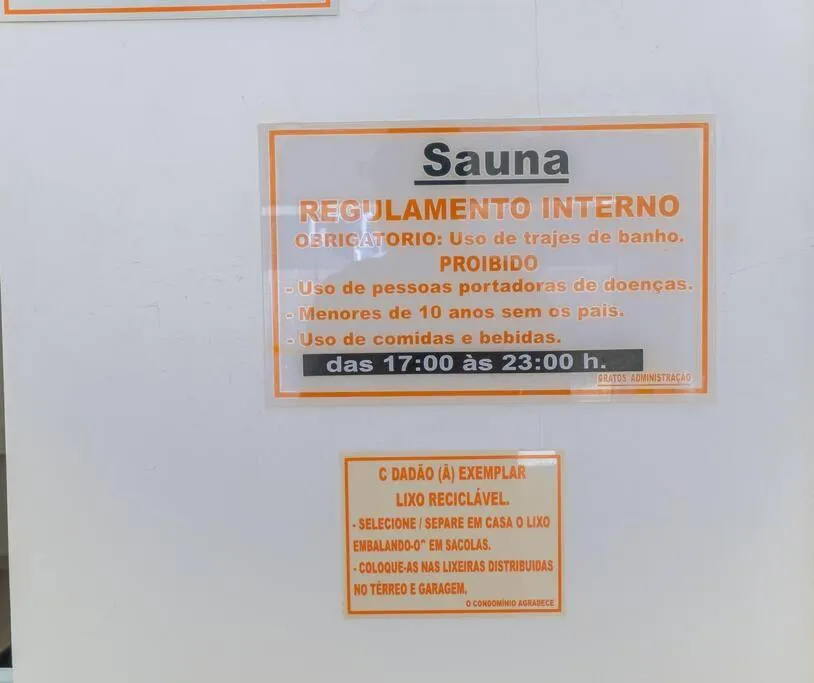 Sauna
REGULAMENTO INTERNO
OBRIGATORIO: Uso de trajes de banho.
PROIBIDO
- Uso de pessoas portadoras de doenças.
- Menores de 10 anos sem os pais.
- Uso de comidas e bebidas.
das 17:00 às 23:00 h.
GRATOS ADMINISTRAÇÃO
C DADÃO (Ã) EXEMPLAR
LIXO RECICLÁVEL.
- SELECIONE / SEPARE EM CASA O LIXO
EMBALANDO-O^ EM SACOLAS.
- COLOQUE-AS NAS LIXEIRAS DISTRIBUIDAS
NO TÉRREO E GARAGEM.
O CONDOMÍNIO AGRADECE